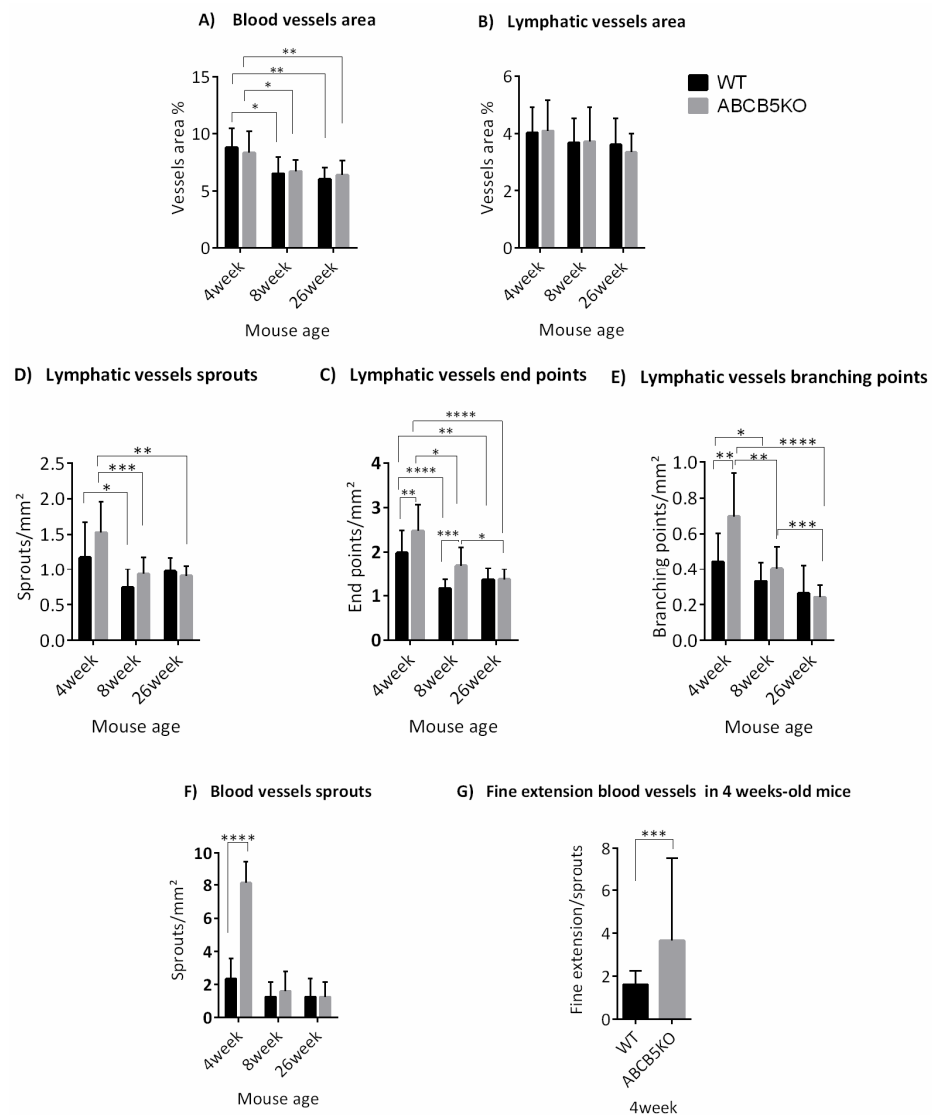 A) Blood vessels area
B) Lymphatic vessels area
**
**
*
*
15
10
5
0
Vessels area %
4week
8week
26week
Mouse age
6
4
2
0
Vessels area %
4week
8week
26week
Mouse age
WT
ABCB5KO
D) Lymphatic vessels sprouts
C) Lymphatic vessels end points
E) Lymphatic vessels branching points
**
***
*
2.5
2.0
1.5
1.0
0.5
0.0
Sprouts/mm²
4week
8week
26week
Mouse age
****
**
*
****
**
***
*
4
3
2
1
0
End points/mm²
4week
8week
26week
Mouse age
*
****
**
**
***
1.0
0.8
0.6
0.4
0.2
0.0
Branching points/mm²
4week
8week
26week
Mouse age
F) Blood vessels sprouts
G) Fine extension blood vessels in 4 weeks-old mice
****
10
8
6
4
2
0
Sprouts/mm²
4week
8week
26week
Mouse age
***
8
6
4
2
0
Fine extension/sprouts
WT
ABCB5KO
4week